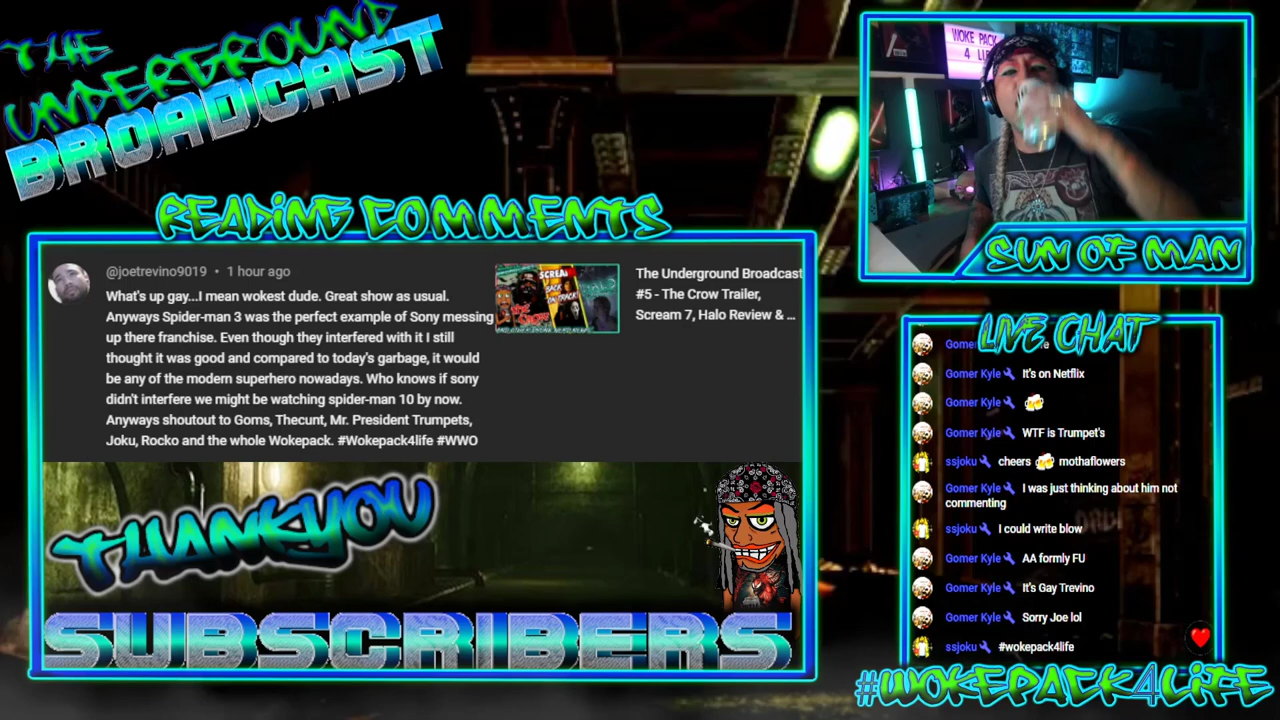 THE
UNDERGROUND
BROADCAST
WOKE PACK
4 LIFE
SUN OF MAN
READING COMMENTS
@joetrevino9019 • 1 hour ago
What's up gay...I mean wokest dude. Great show as usual.
Anyways Spider-man 3 was the perfect example of Sony messing
up there franchise. Even though they interfered with it I still
thought it was good and compared to today's garbage, it would
be any of the modern superhero nowadays. Who knows if sony
didn't interfere we might be watching spider-man 10 by now.
Anyways shoutout to Goms, Thecunt, Mr. President Trumpets,
Joku, Rocko and the whole Wokepack. #Wokepack4life #WWO
SCREAM
BACK
ON TRACK!
The Underground Broadcast
#5 - The Crow Trailer,
Scream 7, Halo Review & ...
THANKYOU
SUBSCRIBERS
LIVE CHAT
Gomer Kyle It's on Netflix
Gomer Kyle 🍻
Gomer Kyle WTF is Trumpet's
ssjoku cheers 🍻 mothaflowers
Gomer Kyle I was just thinking about him not
commenting
ssjoku I could write blow
Gomer Kyle AA formly FU
Gomer Kyle It's Gay Trevino
Gomer Kyle Sorry Joe lol
ssjoku #wokepack4life
#WOKEPACK4LIFE